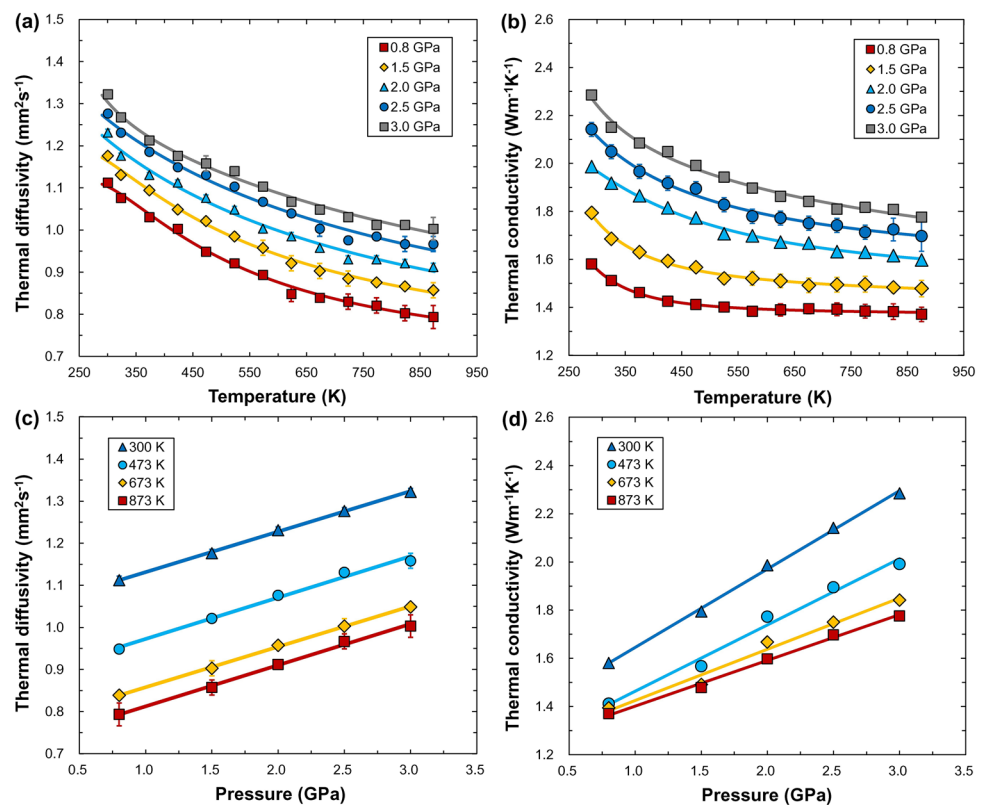 (a)
Thermal diffusivity (mm²s⁻¹)
1.5
1.4
1.3
1.2
1.1
1.0
0.9
0.8
0.7
0.8 GPa
1.5 GPa
2.0 GPa
2.5 GPa
3.0 GPa
250 350 450 550 650 750 850 950
Temperature (K)
(b)
Thermal conductivity (Wm⁻¹K⁻¹)
2.6
2.4
2.2
2.0
1.8
1.6
1.4
1.2
0.8 GPa
1.5 GPa
2.0 GPa
2.5 GPa
3.0 GPa
250 350 450 550 650 750 850 950
Temperature (K)
(c)
Thermal diffusivity (mm²s⁻¹)
1.5
1.4
1.3
1.2
1.1
1.0
0.9
0.8
0.7
300 K
473 K
673 K
873 K
0.5 1.0 1.5 2.0 2.5 3.0 3.5
Pressure (GPa)
(d)
Thermal conductivity (Wm⁻¹K⁻¹)
2.6
2.4
2.2
2.0
1.8
1.6
1.4
1.2
300 K
473 K
673 K
873 K
0.5 1.0 1.5 2.0 2.5 3.0 3.5
Pressure (GPa)